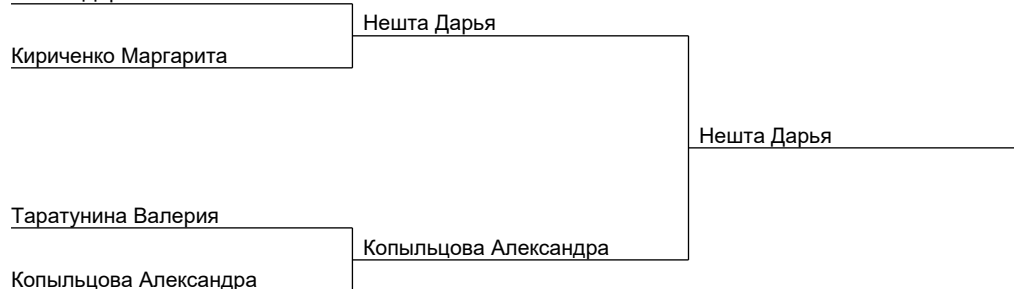 Нешта Дарья
Кириченко Маргарита
Нешта Дарья
Таратунина Валерия
Копыльцова Александра
Копыльцова Александра